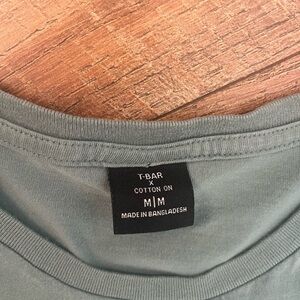 T-BAR
X
COTTON ON
M|M
MADE IN BANGLADESH